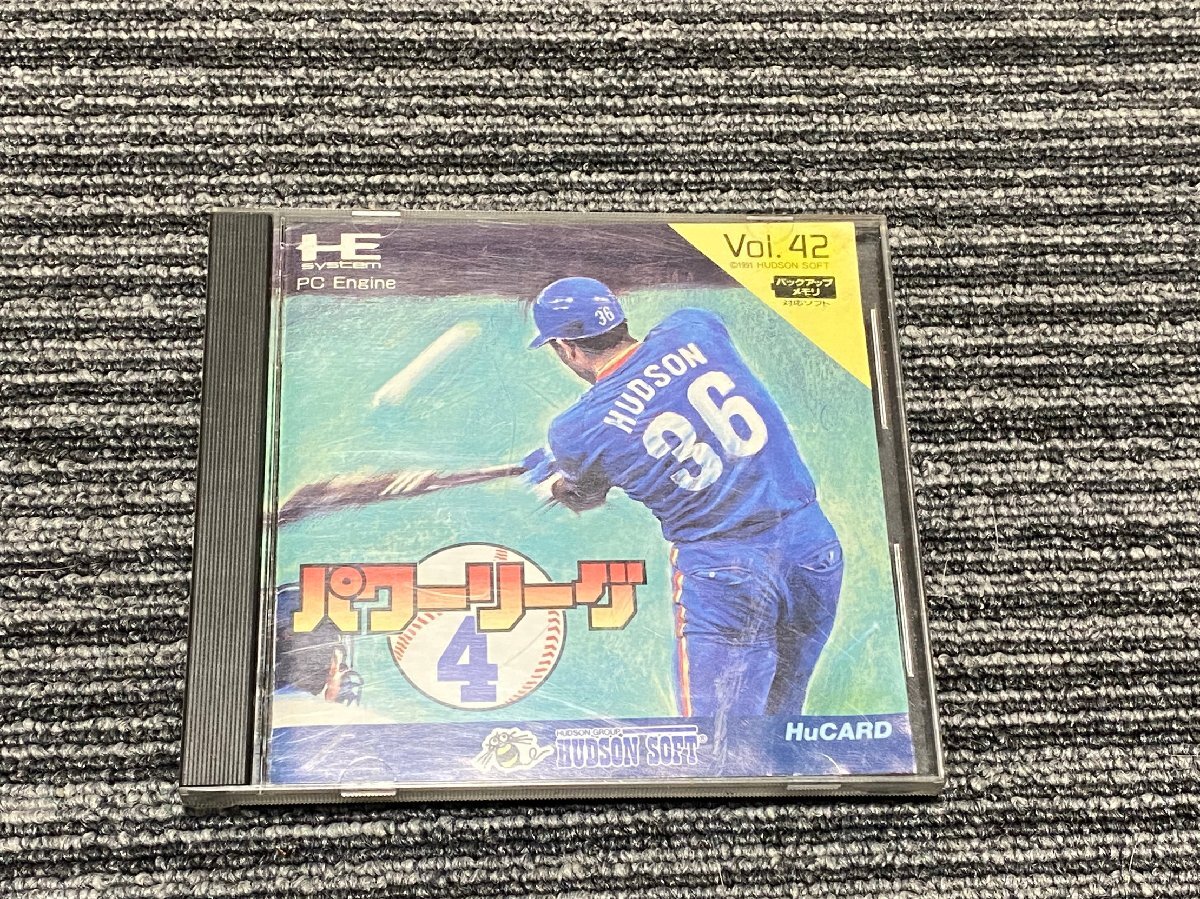 HE
system
PC Engine
Vol. 42
©1991 HUDSON SOFT
バックアップ
メモリ
対応ソフト
36
HUDSON
36
パワーリーグ
4
HUDSON GROUP
HUDSON SOFT®
HuCARD